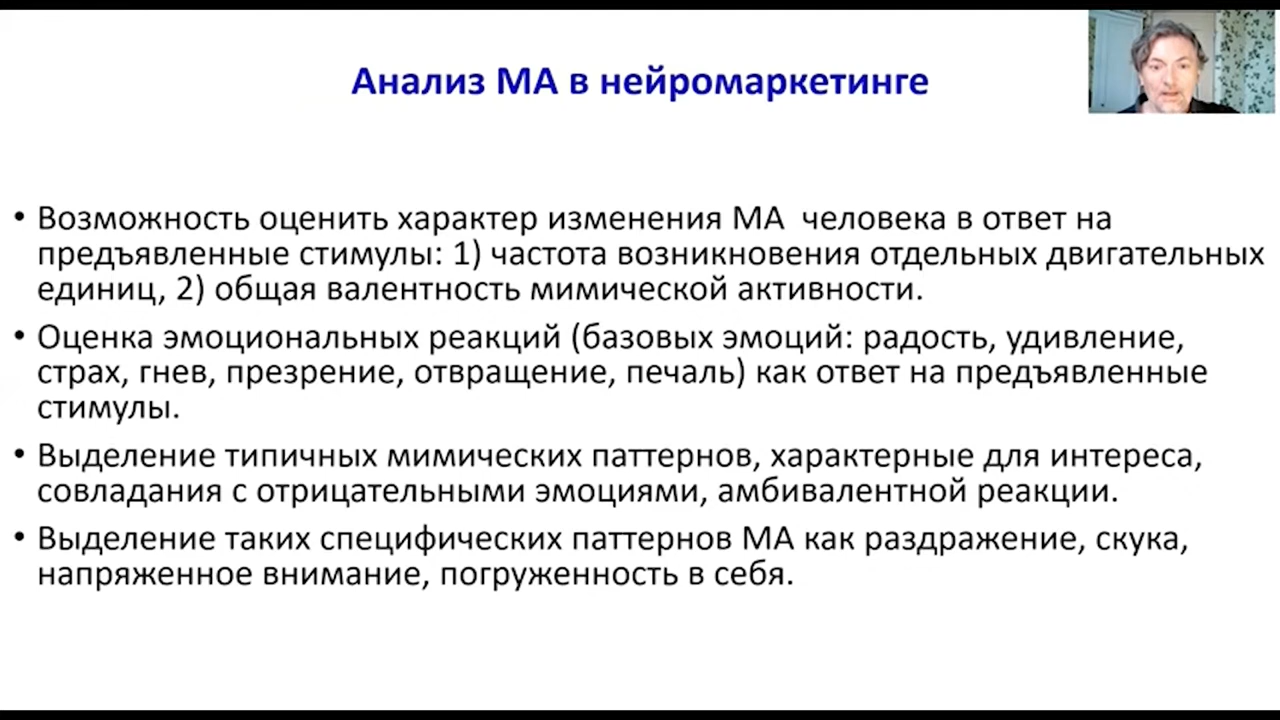 Анализ МА в нейромаркетинге
• Возможность оценить характер изменения МА человека в ответ на
предъявленные стимулы: 1) частота возникновения отдельных двигательных
единиц, 2) общая валентность мимической активности.
• Оценка эмоциональных реакций (базовых эмоций: радость, удивление,
страх, гнев, презрение, отвращение, печаль) как ответ на предъявленные
стимулы.
• Выделение типичных мимических паттернов, характерные для интереса,
совладания с отрицательными эмоциями, амбивалентной реакции.
• Выделение таких специфических паттернов МА как раздражение, скука,
напряженное внимание, погруженность в себя.